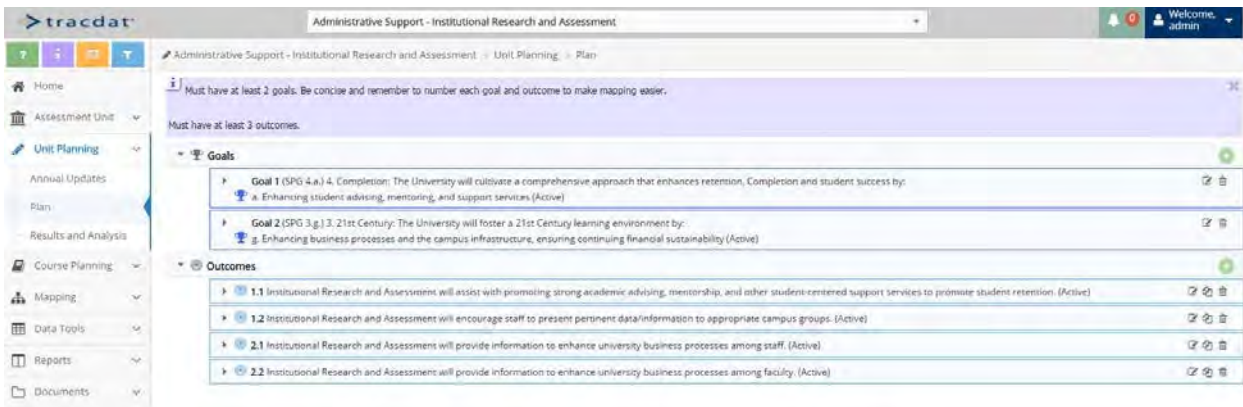 tracdat
Administrative Support - Institutional Research and Assessment
0
Welcome,
admin
?
i
Administrative Support - Institutional Research and Assessment > Unit Planning > Plan
Home
Assessment Unit
Unit Planning
Annual Updates
Plan
Results and Analysis
Course Planning
Mapping
Data Tools
Reports
Documents
i Must have at least 2 goals. Be concise and remember to number each goal and outcome to make mapping easier.
Must have at least 3 outcomes.
Goals
Goal 1 (SPG 4.a.) 4. Completion: The University will cultivate a comprehensive approach that enhances retention, Completion and student success by:
a. Enhancing student advising, mentoring, and support services (Active)
Goal 2 (SPG 3.g.) 3. 21st Century: The University will foster a 21st Century learning environment by:
g. Enhancing business processes and the campus infrastructure, ensuring continuing financial sustainability (Active)
Outcomes
1.1 Institutional Research and Assessment will assist with promoting strong academic advising, mentorship, and other student-centered support services to promote student retention. (Active)
1.2 Institutional Research and Assessment will encourage staff to present pertinent data/information to appropriate campus groups. (Active)
2.1 Institutional Research and Assessment will provide information to enhance university business processes among staff. (Active)
2.2 Institutional Research and Assessment will provide information to enhance university business processes among faculty. (Active)